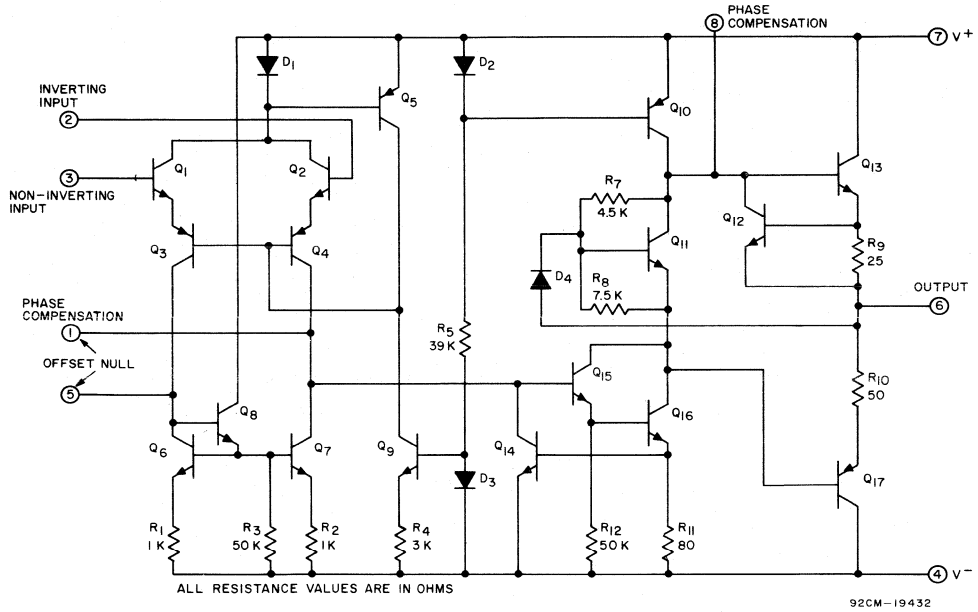 PHASE
8 COMPENSATION
7 V+
D1
D2
Q5
INVERTING
INPUT
2
Q10
Q1
Q2
3
NON-INVERTING
INPUT
Q13
R7
4.5 K
Q12
Q3
Q4
Q11
R9
25
D4
R8
7.5 K
OUTPUT
6
PHASE
COMPENSATION
1
R5
39 K
OFFSET NULL
5
Q15
R10
50
Q8
Q16
Q6
Q7
Q9
Q14
D3
Q17
R1
1 K
R3
50 K
R2
1K
R4
3 K
R12
50 K
R11
80
4 V-
ALL RESISTANCE VALUES ARE IN OHMS
92CM-19432